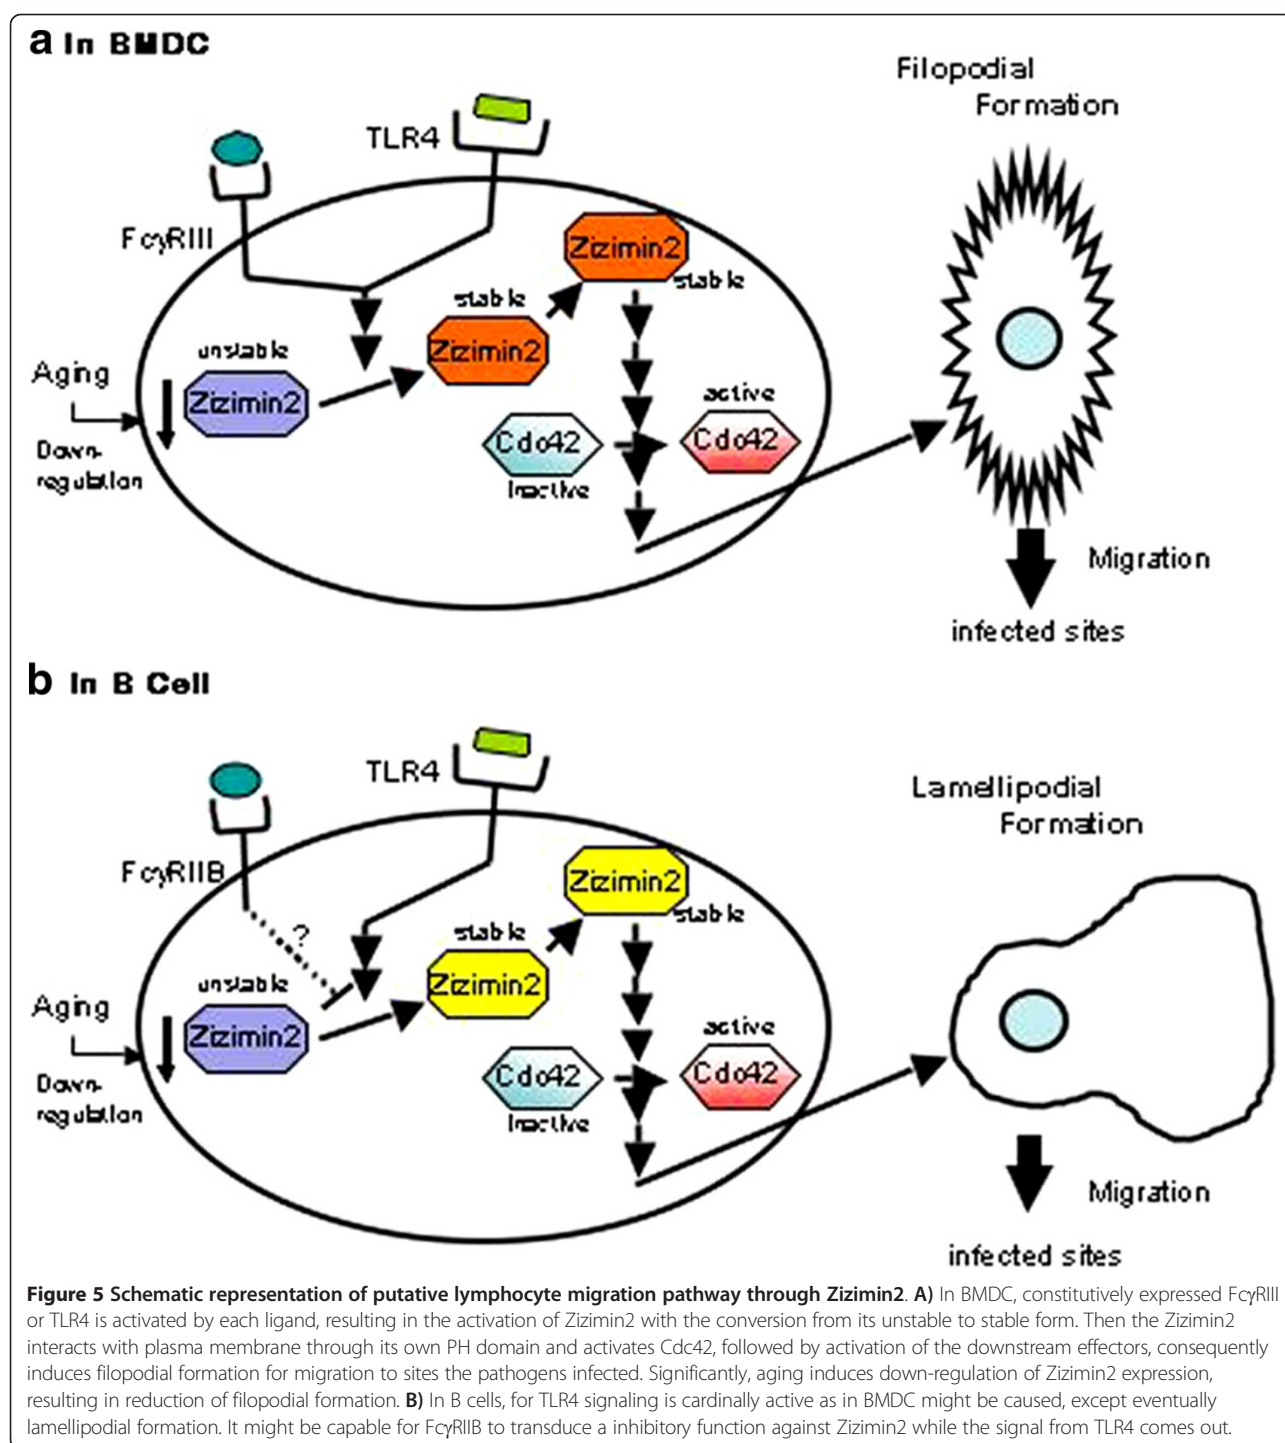 a In BMDC
Filopodial
Formation
TLR4
FcγRIII
Zizimin2
stable
stable
Zizimin2
unstable
Zizimin2
Aging
Down-
regulation
active
Cdo42
Cdo42
Inactive
Migration
infected sites
b In B Cell
TLR4
Lamellipodial
Formation
FcγRIIB
?
Zizimin2
stable
stable
Zizimin2
unstable
Zizimin2
Aging
Down-
regulation
active
Cdo42
Cdo42
Inactive
Migration
infected sites
Figure 5 Schematic representation of putative lymphocyte migration pathway through Zizimin2. A) In BMDC, constitutively expressed FcγRIII
or TLR4 is activated by each ligand, resulting in the activation of Zizimin2 with the conversion from its unstable to stable form. Then the Zizimin2
interacts with plasma membrane through its own PH domain and activates Cdc42, followed by activation of the downstream effectors, consequently
induces filopodial formation for migration to sites the pathogens infected. Significantly, aging induces down-regulation of Zizimin2 expression,
resulting in reduction of filopodial formation. B) In B cells, for TLR4 signaling is cardinally active as in BMDC might be caused, except eventually
lamellipodial formation. It might be capable for FcγRIIB to transduce a inhibitory function against Zizimin2 while the signal from TLR4 comes out.